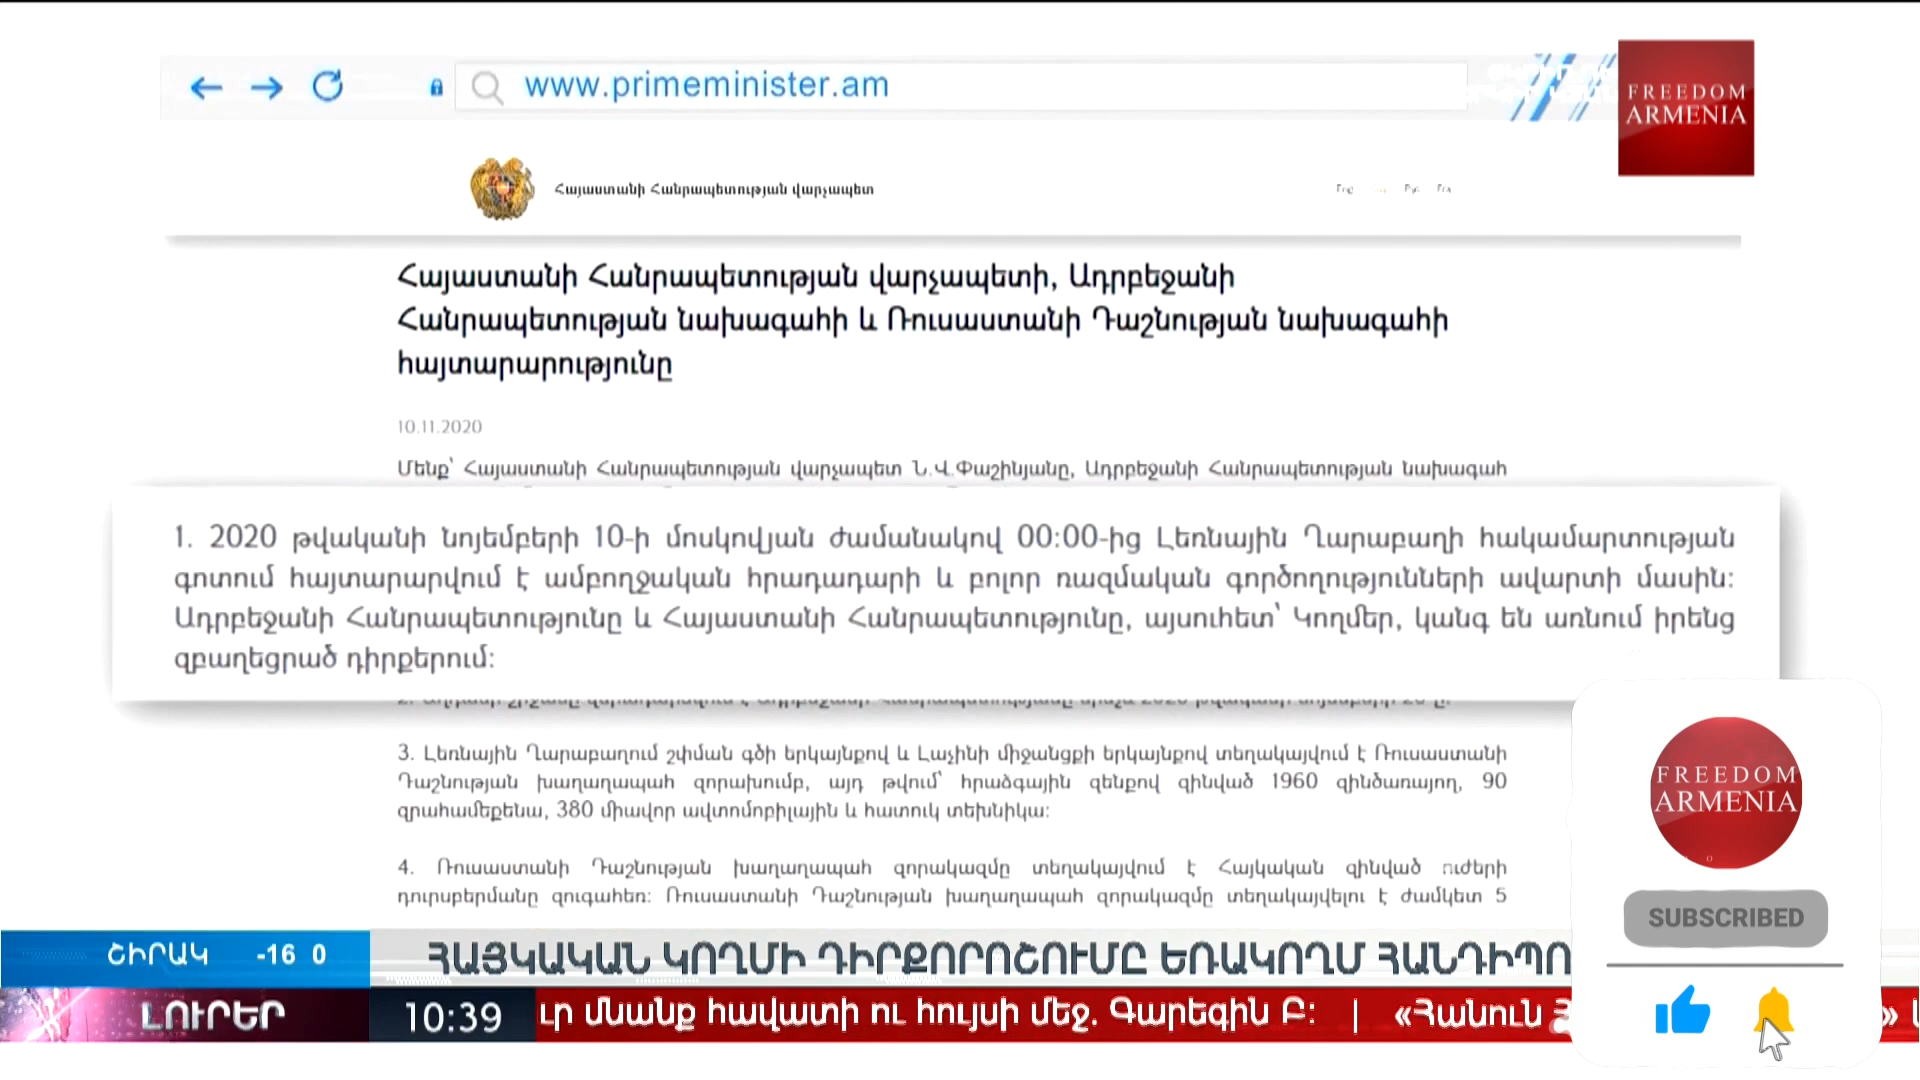 www.primeminister.am
FREEDOM
ARMENIA
Հայաստանի Հանրապետության վարչապետ
Հայաստանի Հանրապետության վարչապետի, Ադրբեջանի
Հանրապետության նախագահի և Ռուսաստանի Դաշնության նախագահի
հայտարարությունը
10.11.2020
Մենք՝ Հայաստանի Հանրապետության վարչապետ Ն.Վ.Փաշինյանը, Ադրբեջանի Հանրապետության նախագահ
1. 2020 թվականի նոյեմբերի 10-ի մոսկովյան ժամանակով 00:00-ից Լեռնային Ղարաբաղի հակամարտության
գոտում հայտարարվում է ամբողջական հրադադարի և բոլոր ռազմական գործողությունների ավարտի մասին:
Ադրբեջանի Հանրապետությունը և Հայաստանի Հանրապետությունը, այսուհետ՝ Կողմեր, կանգ են առնում իրենց
զբաղեցրած դիրքերում:
3. Լեռնային Ղարաբաղում շփման գծի երկայնքով և Լաչինի միջանցքի երկայնքով տեղակայվում է Ռուսաստանի
Դաշնության խաղաղապահ զորախումբ, այդ թվում՝ հրաձգային զենքով զինված 1960 զինծառայող, 90
զրահամեքենա, 380 միավոր ավտոմոբիլային և հատուկ տեխնիկա:
4. Ռուսաստանի Դաշնության խաղաղապահ զորակազմը տեղակայվում է Հայկական զինված ուժերի
դուրսբերմանը զուգահեռ: Ռուսաստանի Դաշնության խաղաղապահ զորակազմը տեղակայվելու է ժամկետ 5
FREEDOM
ARMENIA
SUBSCRIBED
ՇԻՐԱԿ -16 0
ՀԱՅԿԱԿԱՆ ԿՈՂՄԻ ԴԻՐՔՈՐՈՇՈՒՄԸ ԵՌԱԿՈՂՄ ՀԱՆԴԻՊՈ
ԼՈՒՐԵՐ
10:39
ւր մնանք հավատի ու հույսի մեջ. Գարեգին Բ: | «Հանուն